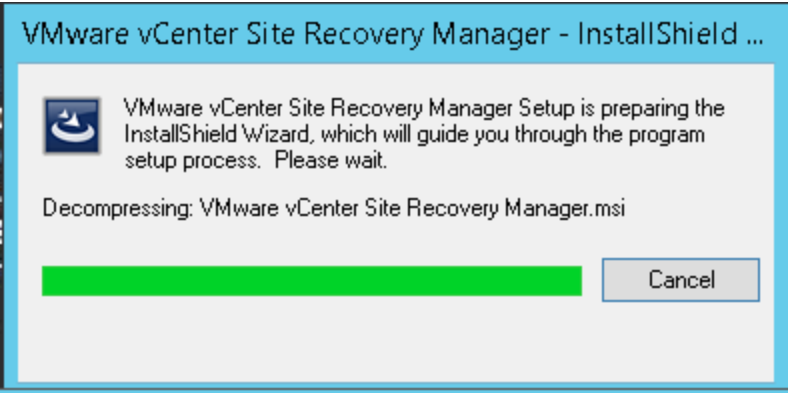 VMware vCenter Site Recovery Manager - InstallShield ...
VMware vCenter Site Recovery Manager Setup is preparing the
InstallShield Wizard, which will guide you through the program
setup process.  Please wait.
Decompressing: VMware vCenter Site Recovery Manager.msi
Cancel